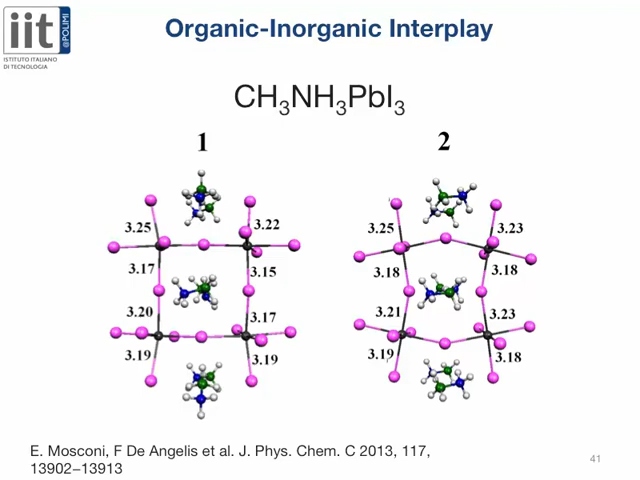 iit
@POLIMI
ISTITUTO ITALIANO
DI TECNOLOGIA
Organic-Inorganic Interplay
CH₃NH₃PbI₃
1
2
3.25
3.22
3.17
3.15
3.20
3.17
3.19
3.19
3.25
3.23
3.18
3.18
3.21
3.23
3.19
3.18
E. Mosconi, F De Angelis et al. J. Phys. Chem. C 2013, 117,
13902−13913
41